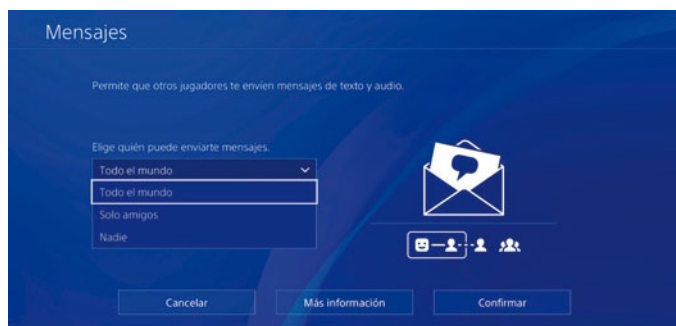 Mensajes
Permite que otros jugadores te envíen mensajes de texto y audio.
Elige quién puede enviarte mensajes.
Todo el mundo
Todo el mundo
Solo amigos
Nadie
Cancelar Más información Confirmar